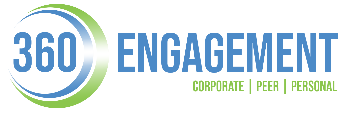 360 ENGAGEMENT
CORPORATE | PEER | PERSONAL